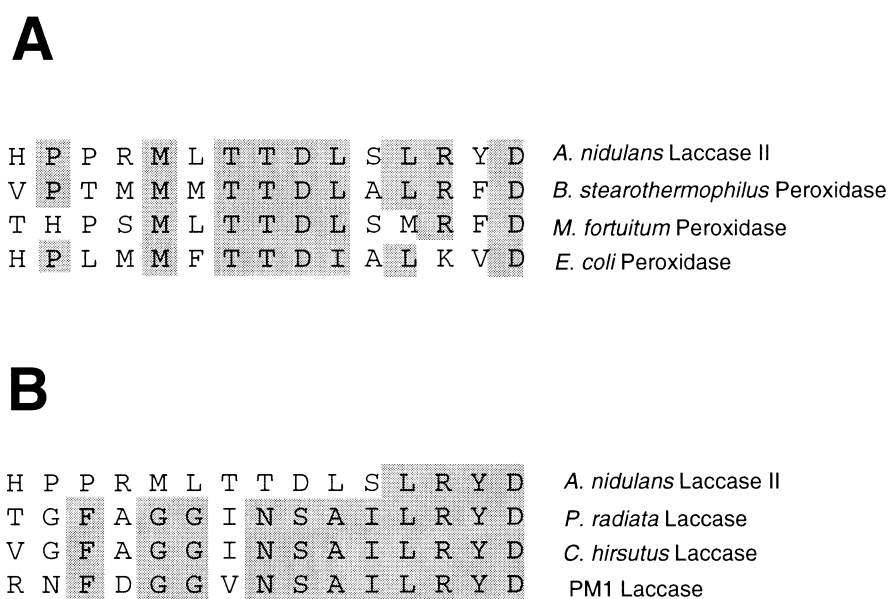 A
H P P R M L T T D L S L R Y D A. nidulans Laccase II
V P T M M M T T D L A L R F D B. stearothermophilus Peroxidase
T H P S M L T T D L S M R F D M. fortuitum Peroxidase
H P L M M F T T D I A L K V D E. coli Peroxidase
B
H P P R M L T T D L S L R Y D A. nidulans Laccase II
T G F A G G I N S A I L R Y D P. radiata Laccase
V G F A G G I N S A I L R Y D C. hirsutus Laccase
R N F D G G V N S A I L R Y D PM1 Laccase